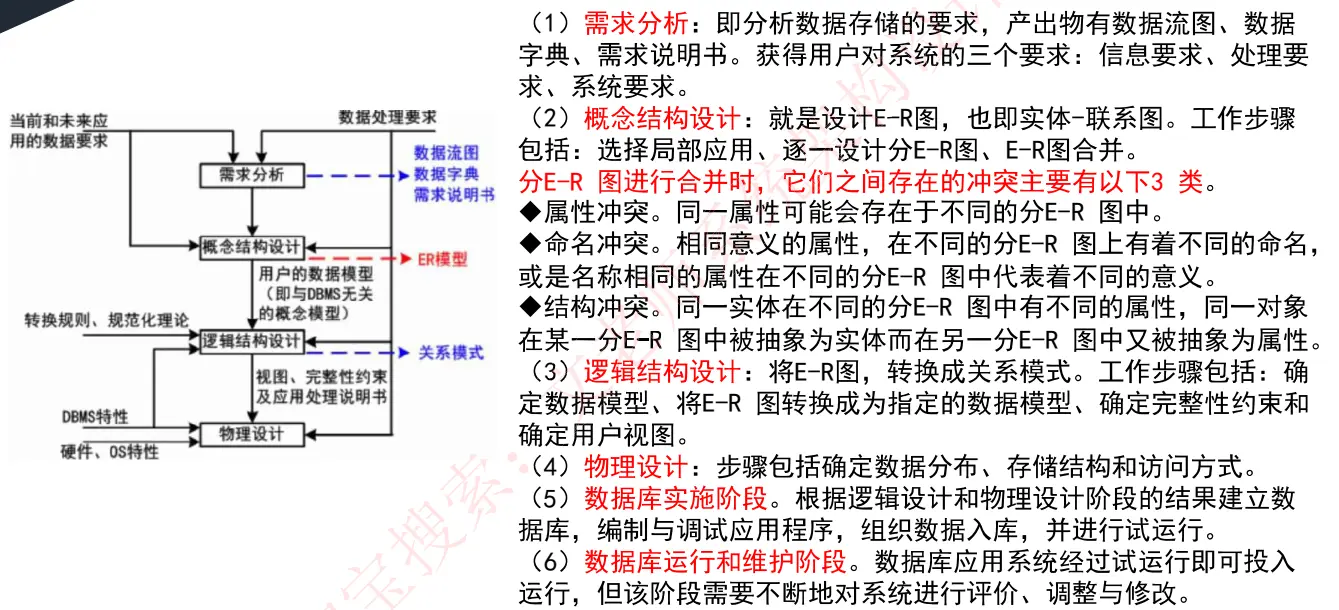 当前和未来应
用的数据要求
数据处理要求
数据流图
数据字典
需求说明书
需求分析
概念结构设计
ER模型
用户的数据模型
（即与DBMS无关
的概念模型）
转换规则、规范化理论
逻辑结构设计
关系模式
视图、完整性约束
及应用处理说明书
DBMS特性
物理设计
硬件、OS特性
（1）需求分析：即分析数据存储的要求，产出物有数据流图、数据
字典、需求说明书。获得用户对系统的三个要求：信息要求、处理要
求、系统要求。
（2）概念结构设计：就是设计E-R图，也即实体-联系图。工作步骤
包括：选择局部应用、逐一设计分E-R图、E-R图合并。
分E-R 图进行合并时，它们之间存在的冲突主要有以下3 类。
◆属性冲突。同一属性可能会存在于不同的分E-R 图中。
◆命名冲突。相同意义的属性，在不同的分E-R 图上有着不同的命名，
或是名称相同的属性在不同的分E-R 图中代表着不同的意义。
◆结构冲突。同一实体在不同的分E-R 图中有不同的属性，同一对象
在某一分E-R 图中被抽象为实体而在另一分E-R 图中又被抽象为属性。
（3）逻辑结构设计：将E-R图，转换成关系模式。工作步骤包括：确
定数据模型、将E-R 图转换成为指定的数据模型、确定完整性约束和
确定用户视图。
（4）物理设计：步骤包括确定数据分布、存储结构和访问方式。
（5）数据库实施阶段。根据逻辑设计和物理设计阶段的结果建立数
据库，编制与调试应用程序，组织数据入库，并进行试运行。
（6）数据库运行和维护阶段。数据库应用系统经过试运行即可投入
运行，但该阶段需要不断地对系统进行评价、调整与修改。